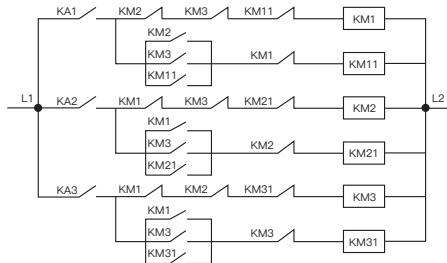 KA1 KM2 KM3 KM11 KM1
KM2
KM3 KM1 KM11
KM11
L1 KA2 KM1 KM3 KM21 KM2 L2
KM1
KM3 KM2 KM21
KM21
KA3 KM1 KM2 KM31 KM3
KM1
KM3 KM3 KM31
KM31